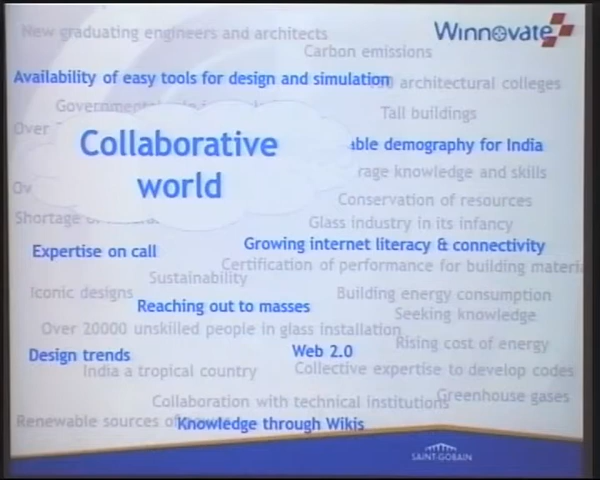 New graduating engineers and architects
Winnovate
Carbon emissions
Availability of easy tools for design and simulation
architectural colleges
Tall buildings
Over
Collaborative
world
able demography for India
rage knowledge and skills
Conservation of resources
Shortage
Glass industry in its infancy
Expertise on call
Growing internet literacy & connectivity
Certification of performance for building materi
Sustainability
Iconic designs
Building energy consumption
Reaching out to masses
Seeking knowledge
Over 20000 unskilled people in glass installation
Rising cost of energy
Design trends
Web 2.0
India a tropical country
Collective expertise to develop codes
Collaboration with technical institutions
Greenhouse gases
Renewable sources of
Knowledge through Wikis
SAINT-GOBAIN